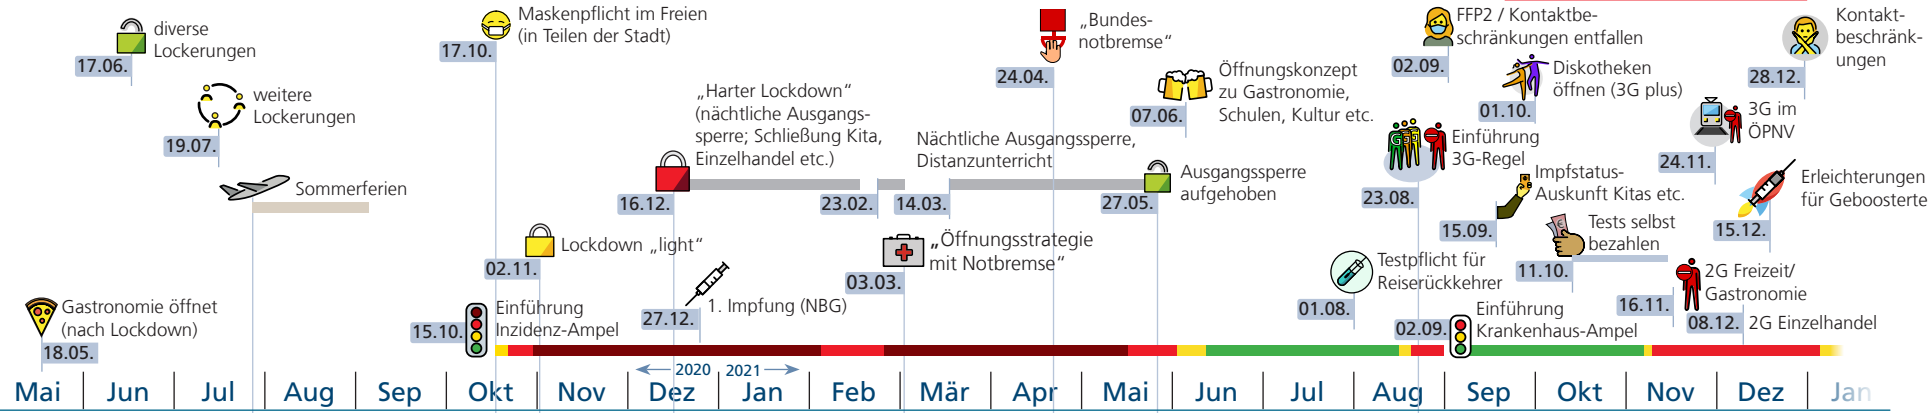 diverse
Lockerungen
17.06.
weitere
Lockerungen
19.07.
Sommerferien
Gastronomie öffnet
(nach Lockdown)
18.05.
Maskenpflicht im Freien
(in Teilen der Stadt)
17.10.
Lockdown „light“
02.11.
Einführung
Inzidenz-Ampel
15.10.
„Harter Lockdown“
(nächtliche Ausgangs-
sperre; Schließung Kita,
Einzelhandel etc.)
16.12.
1. Impfung (NBG)
27.12.
23.02.
Nächtliche Ausgangssperre,
Distanzunterricht
14.03.
„Öffnungsstrategie
mit Notbremse“
03.03.
„Bundes-
notbremse“
24.04.
Öffnungskonzept
zu Gastronomie,
Schulen, Kultur etc.
07.06.
Ausgangssperre
aufgehoben
27.05.
Testpflicht für
Reiserückkehrer
01.08.
FFP2 / Kontaktbe-
schränkungen entfallen
02.09.
Diskotheken
öffnen (3G plus)
01.10.
G
G
G
Einführung
3G-Regel
23.08.
Impfstatus-
Auskunft Kitas etc.
15.09.
Tests selbst
bezahlen
11.10.
Einführung
Krankenhaus-Ampel
02.09.
Kontakt-
beschränk-
ungen
28.12.
3G im
ÖPNV
24.11.
Erleichterungen
für Geboosterte
15.12.
2G Freizeit/
Gastronomie
16.11.
08.12.
2G Einzelhandel
2020 2021
Mai Jun Jul Aug Sep Okt Nov Dez Jan Feb Mär Apr Mai Jun Jul Aug Sep Okt Nov Dez Jan